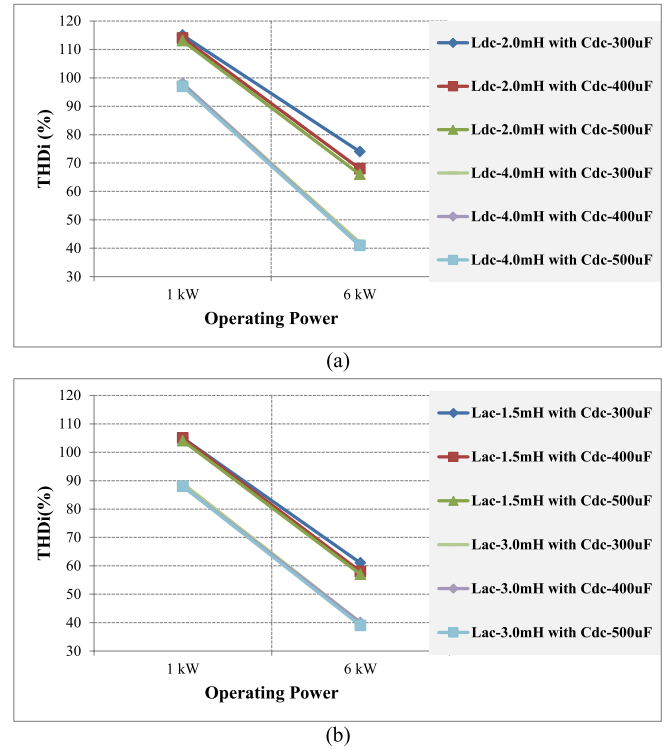 120
110
100
90
80
70
60
50
40
30
THDi (%)
1 kW
6 kW
Operating Power
Ldc-2.0mH with Cdc-300uF
Ldc-2.0mH with Cdc-400uF
Ldc-2.0mH with Cdc-500uF
Ldc-4.0mH with Cdc-300uF
Ldc-4.0mH with Cdc-400uF
Ldc-4.0mH with Cdc-500uF
(a)
120
110
100
90
80
70
60
50
40
30
THDi(%)
1 kW
6 kW
Operating Power
Lac-1.5mH with Cdc-300uF
Lac-1.5mH with Cdc-400uF
Lac-1.5mH with Cdc-500uF
Lac-3.0mH with Cdc-300uF
Lac-3.0mH with Cdc-400uF
Lac-3.0mH with Cdc-500uF
(b)